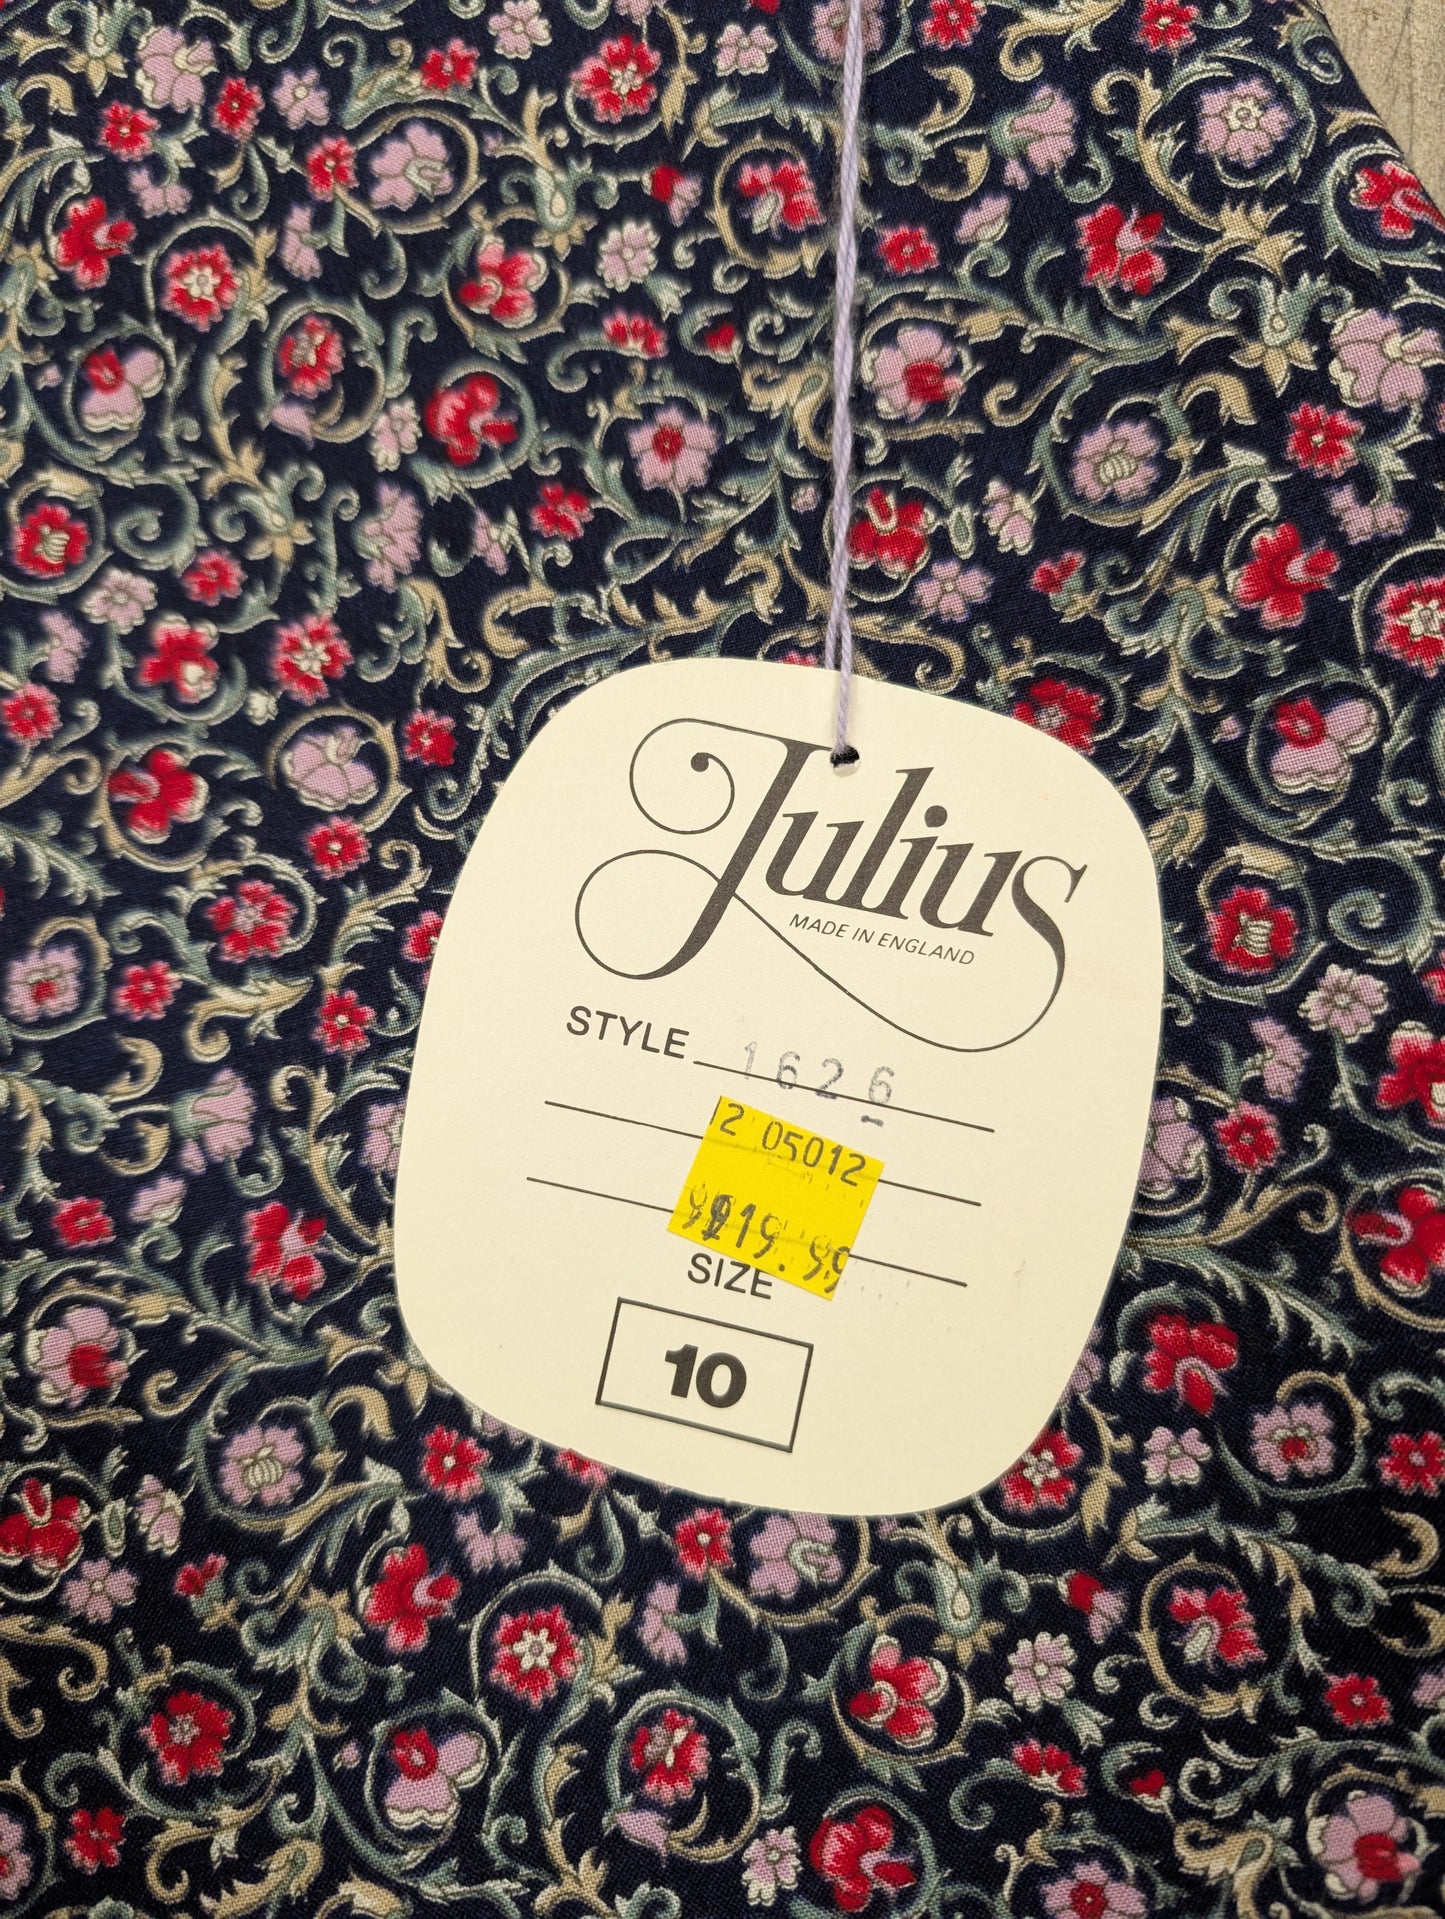 Julius
MADE IN ENGLAND
STYLE 1626
2 05012
19.99
SIZE
10